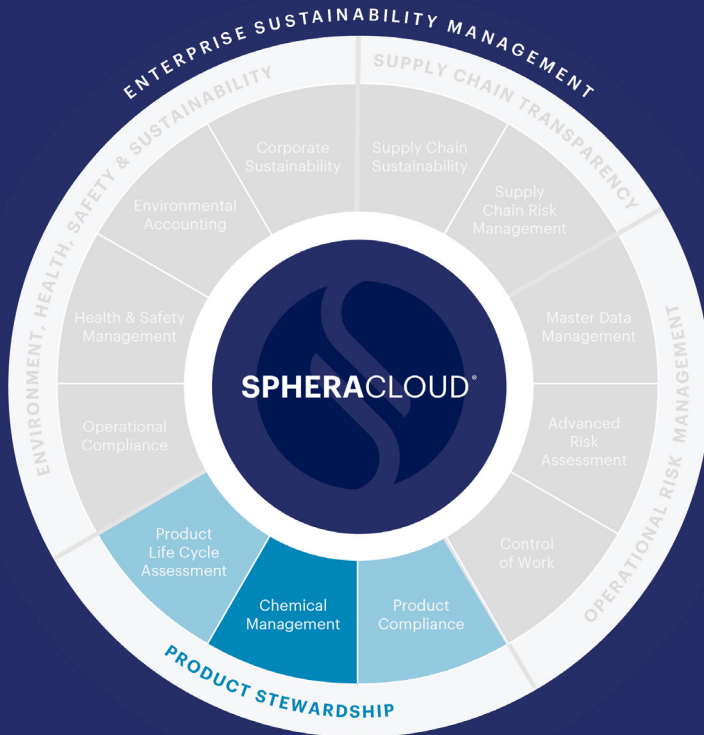 ENTERPRISE SUSTAINABILITY MANAGEMENT
ENVIRONMENT, HEALTH, SAFETY & SUSTAINABILITY
SUPPLY CHAIN TRANSPARENCY
Corporate
Sustainability
Supply Chain
Sustainability
Environmental
Accounting
Supply
Chain Risk
Management
Health & Safety
Management
Master Data
Management
SPHERACLOUD®
Operational
Compliance
Advanced
Risk
Assessment
OPERATIONAL RISK MANAGEMENT
Product
Life Cycle
Assessment
Control
of Work
Chemical
Management
Product
Compliance
PRODUCT STEWARDSHIP